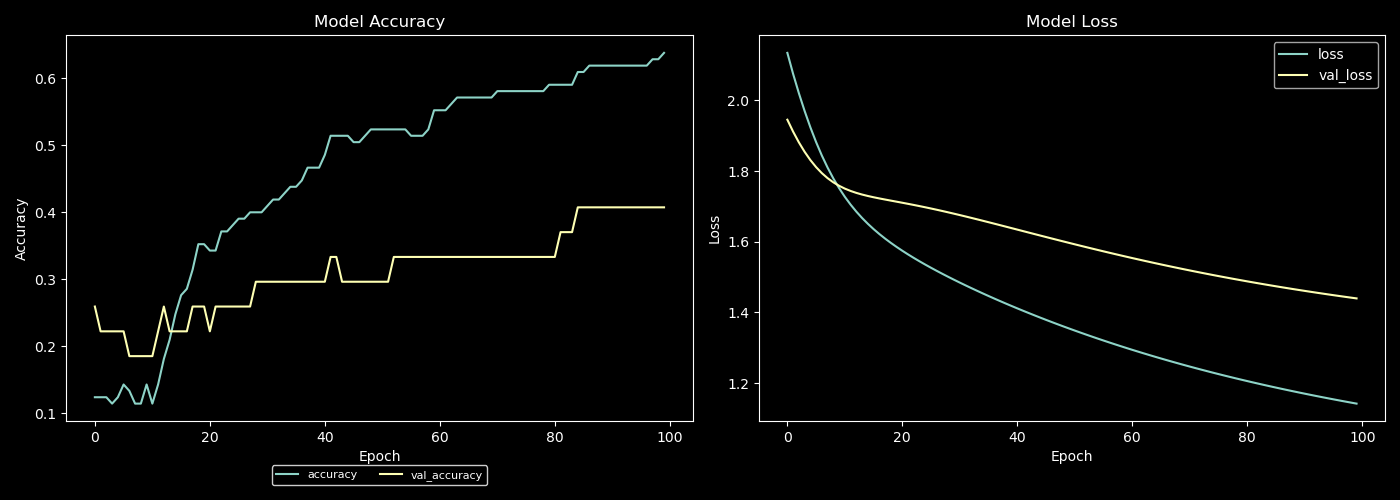 Model Accuracy
Accuracy
0.6
0.5
0.4
0.3
0.2
0.1
0 20 40 60 80 100
Epoch
accuracy val_accuracy
Model Loss
loss
val_loss
Loss
2.0
1.8
1.6
1.4
1.2
0 20 40 60 80 100
Epoch